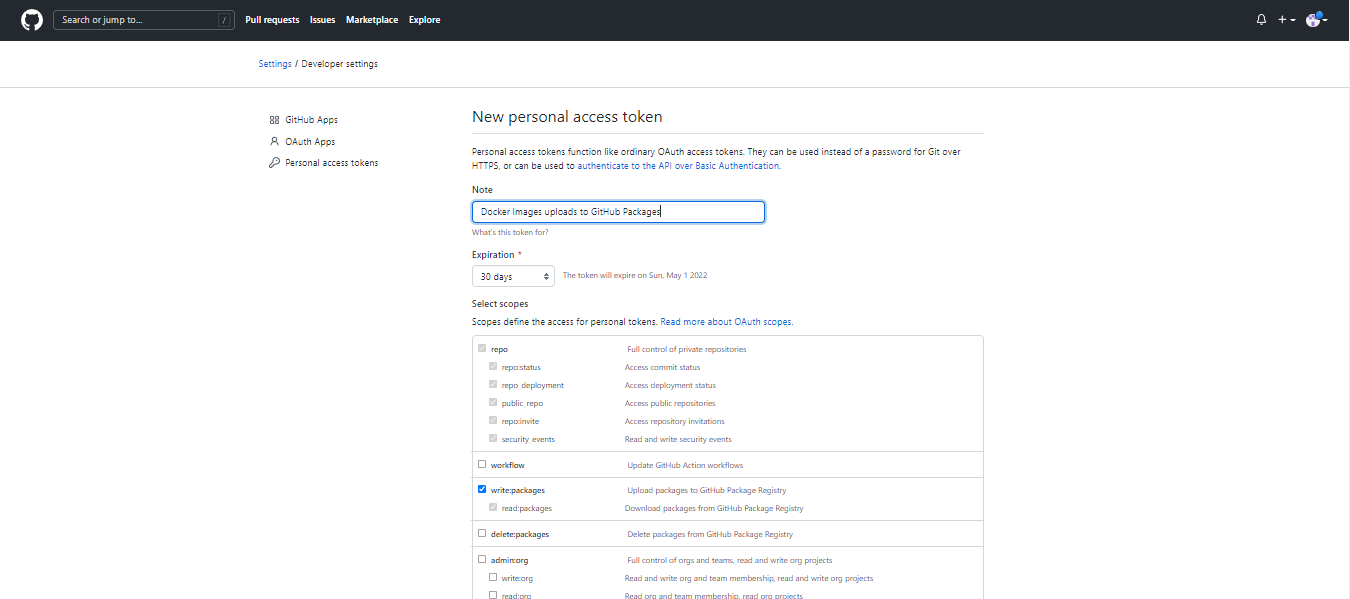 Search or jump to... /
Pull requests Issues Marketplace Explore
Settings / Developer settings
GitHub Apps
OAuth Apps
Personal access tokens
New personal access token
Personal access tokens function like ordinary OAuth access tokens. They can be used instead of a password for Git over
HTTPS, or can be used to authenticate to the API over Basic Authentication.
Note
Docker Images uploads to GitHub Packages
What's this token for?
Expiration *
30 days The token will expire on Sun, May 1 2022
Select scopes
Scopes define the access for personal tokens. Read more about OAuth scopes.
repo Full control of private repositories
repo:status Access commit status
repo_deployment Access deployment status
public_repo Access public repositories
repo:invite Access repository invitations
security_events Read and write security events
workflow Update GitHub Action workflows
write:packages Upload packages to GitHub Package Registry
read:packages Download packages from GitHub Package Registry
delete:packages Delete packages from GitHub Package Registry
admin:org Full control of orgs and teams, read and write org projects
write:org Read and write org and team membership, read and write org projects
read:org Read org and team membership, read org projects